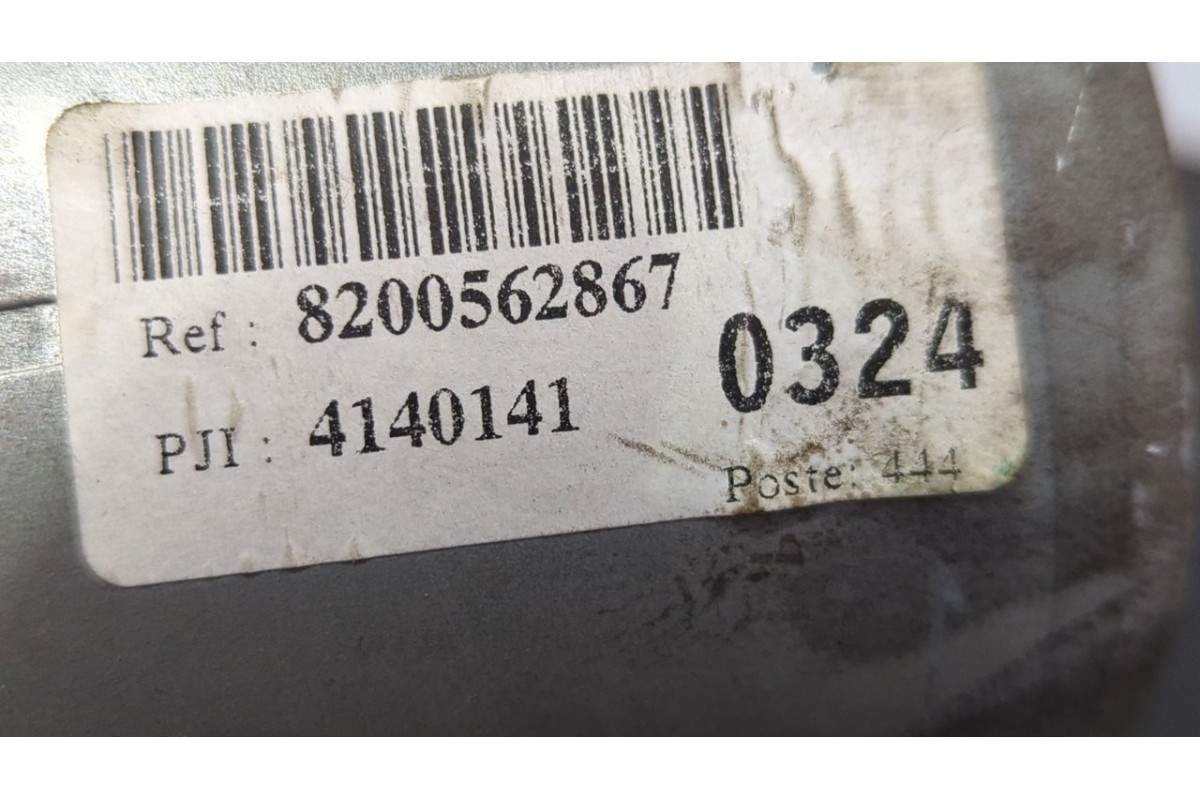 Ref : 8200562867
0324
PJI : 4140141
Poste: 444